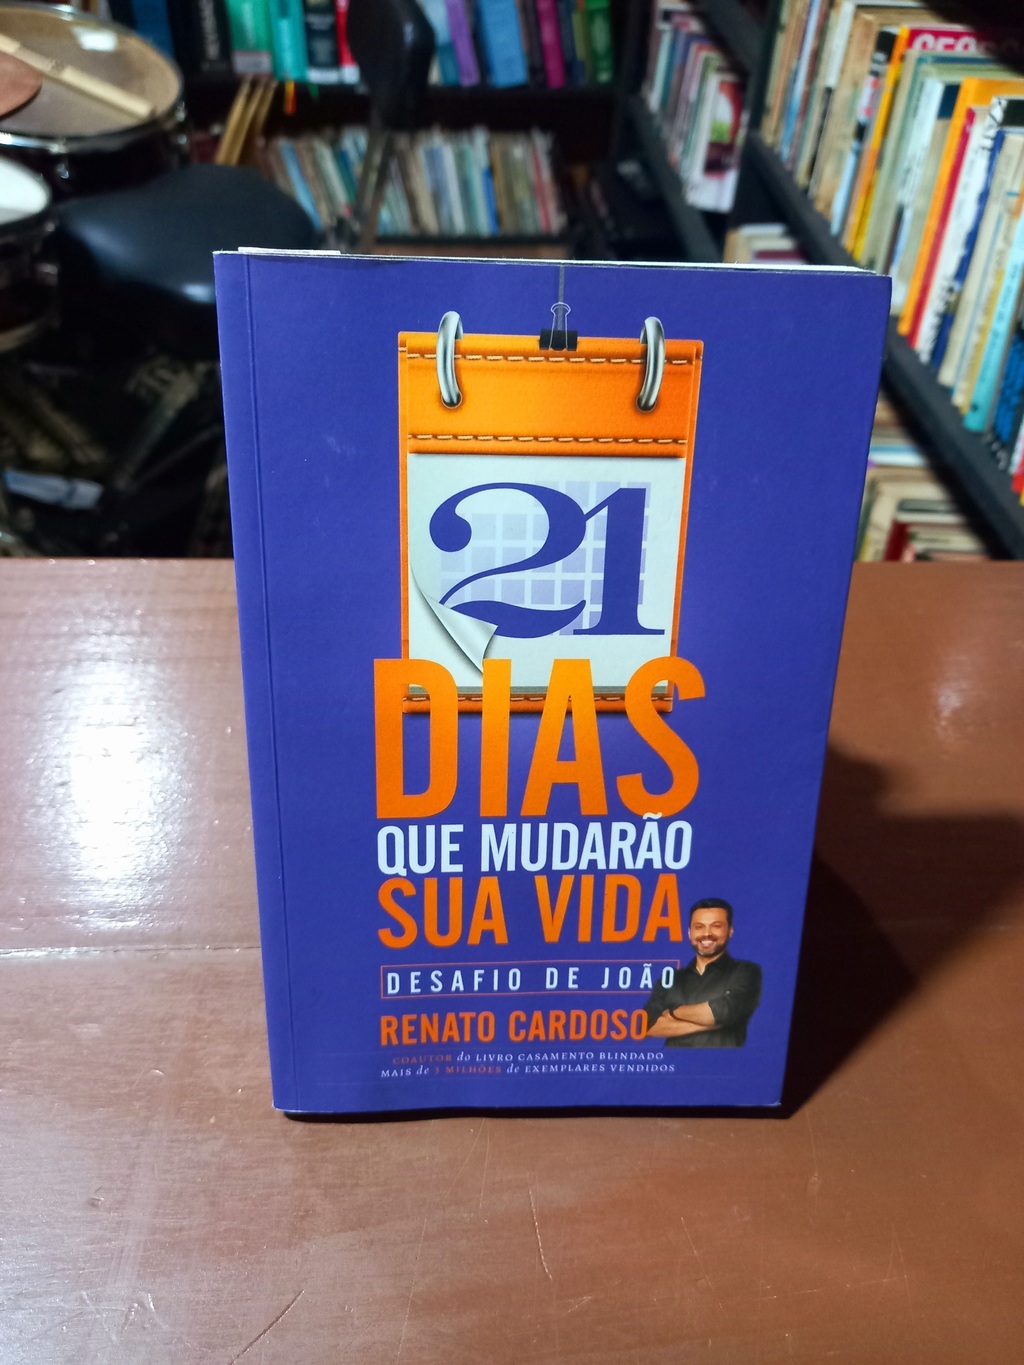 21
DIAS
QUE MUDARÃO
SUA VIDA
DESAFIO DE JOÃO
RENATO CARDOSO
COAUTOR do LIVRO CASAMENTO BLINDADO
MAIS de 3 MILHÕES de EXEMPLARES VENDIDOS